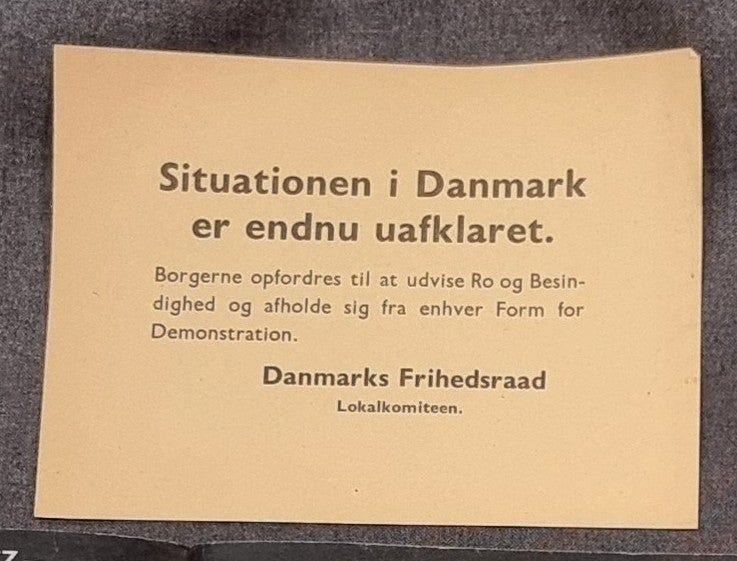 Situationen i Danmark
er endnu uafklaret.
Borgerne opfordres til at udvise Ro og Besin-
dighed og afholde sig fra enhver Form for
Demonstration.
Danmarks Frihedsraad
Lokalkomiteen.